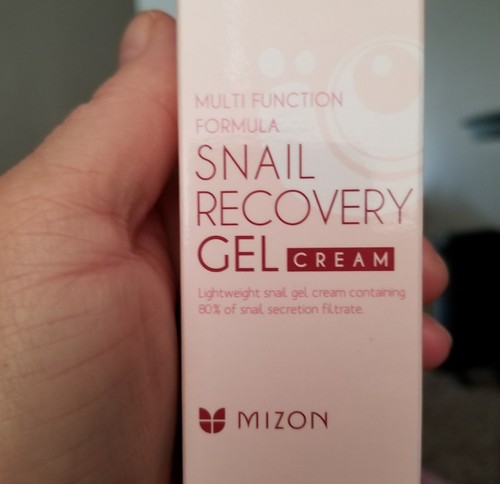 MULTI FUNCTION
FORMULA
SNAIL
RECOVERY
GEL CREAM
Lightweight snail gel cream containing
80% of snail secretion filtrate.
MIZON